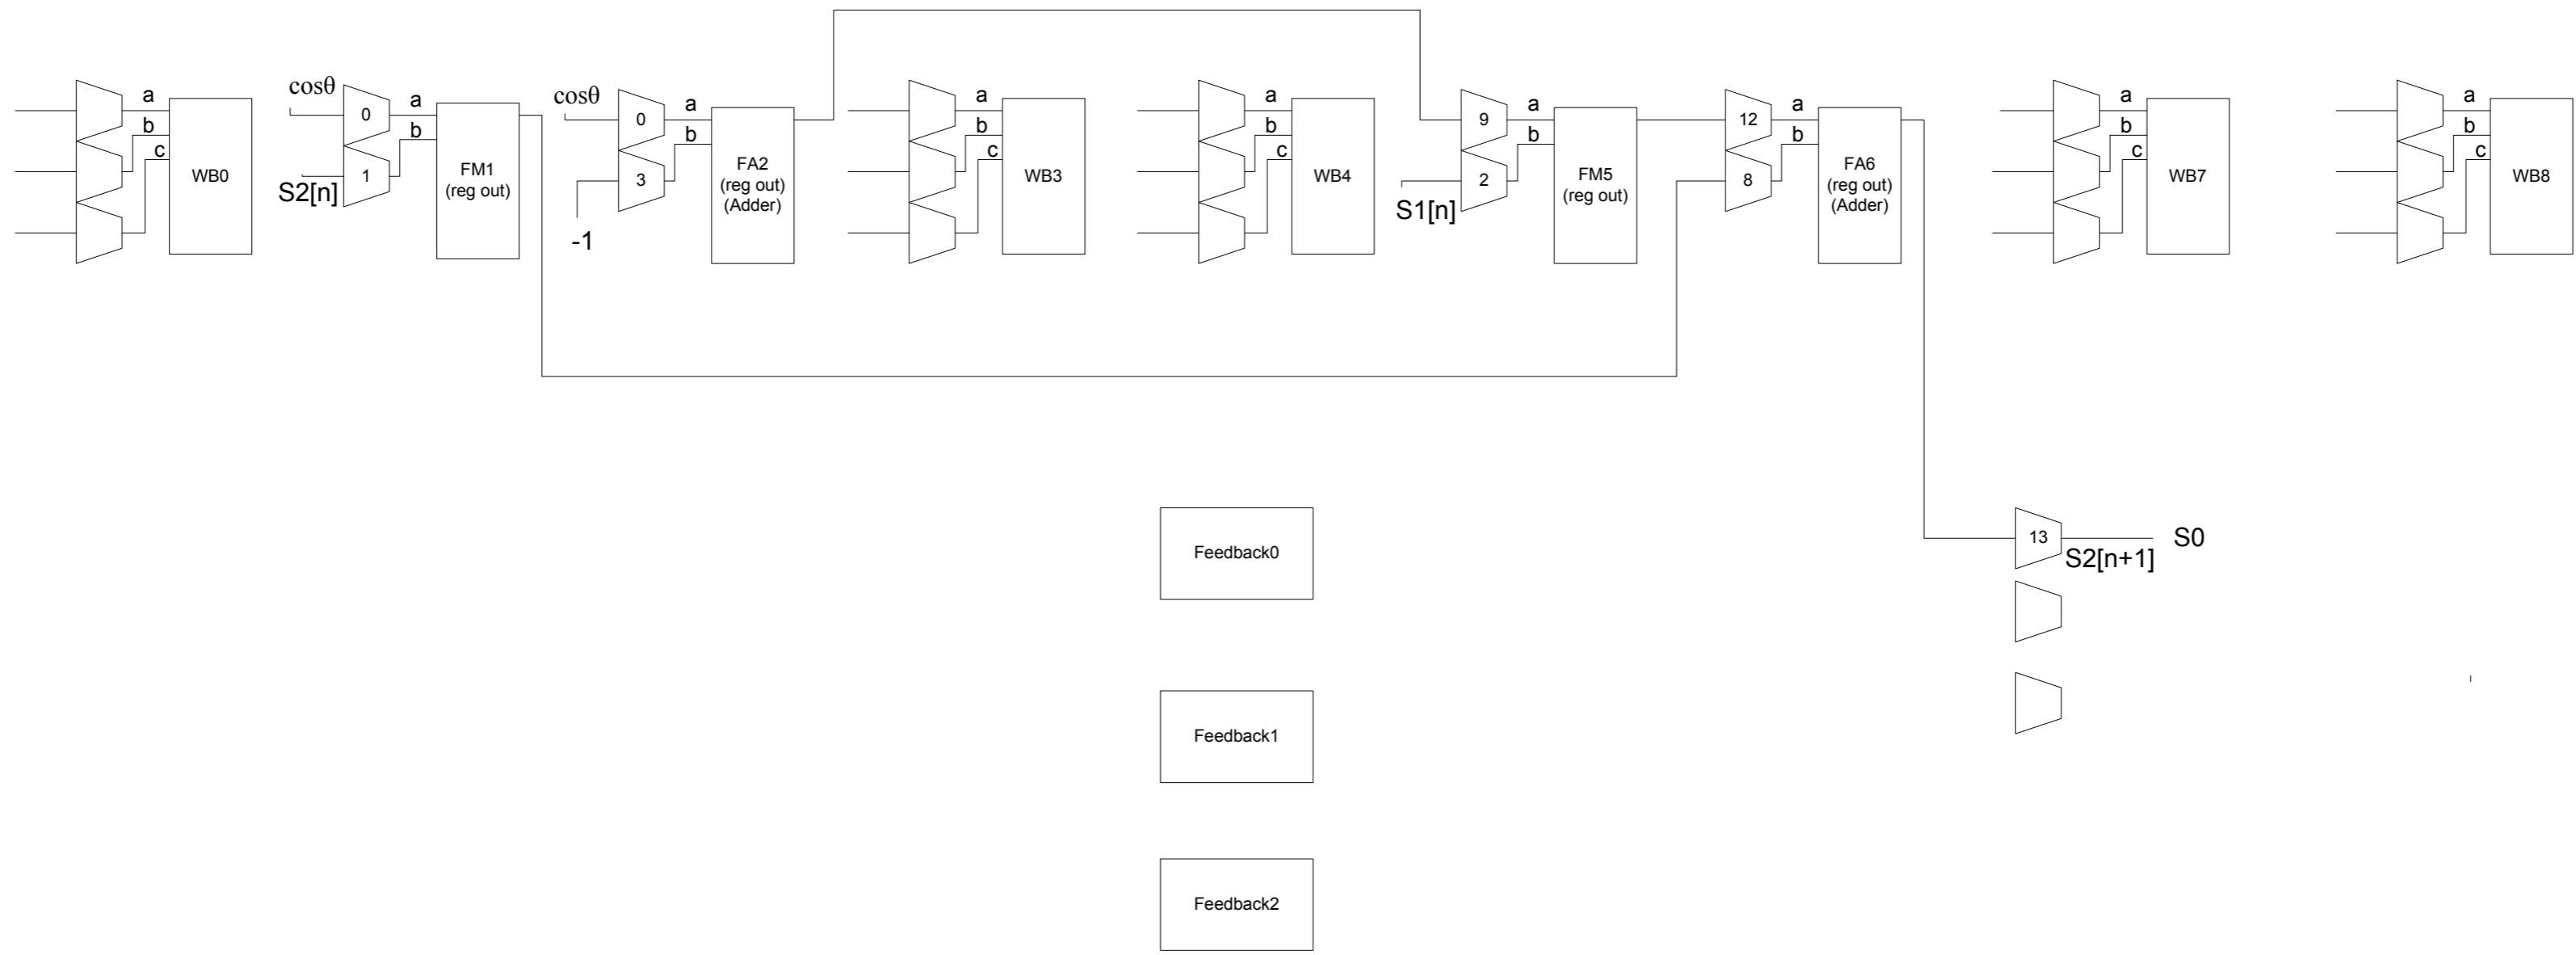 a
b
c
WB0
cosθ
0
a
b
1
S2[n]
FM1
(reg out)
cosθ
0
a
b
3
-1
FA2
(reg out)
(Adder)
a
b
c
WB3
a
b
c
WB4
9
a
b
2
S1[n]
FM5
(reg out)
12
a
b
8
FA6
(reg out)
(Adder)
a
b
c
WB7
a
b
c
WB8
Feedback0
13
S0
S2[n+1]
Feedback1
Feedback2